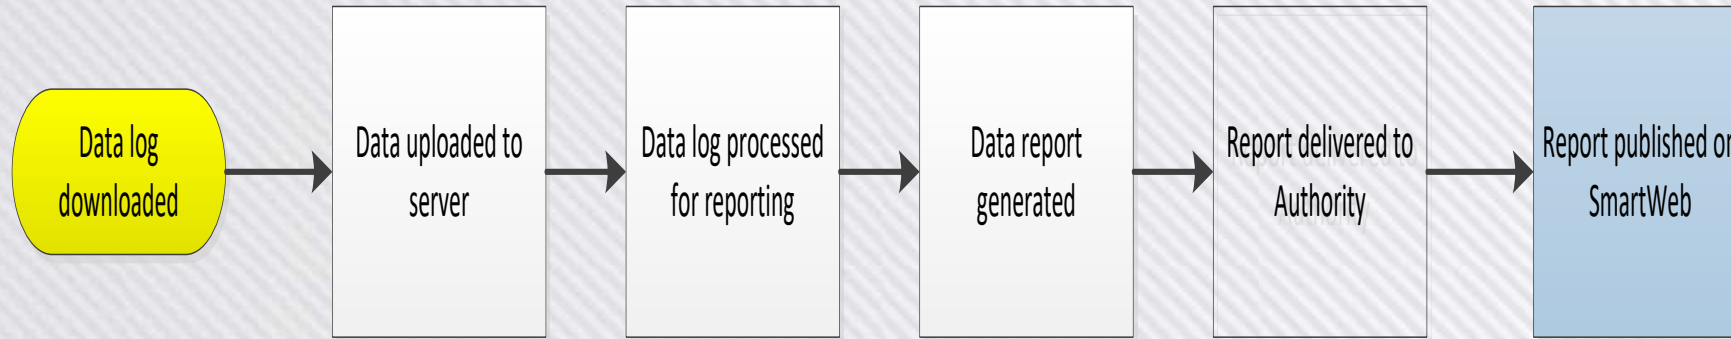 Data log
downloaded
Data uploaded to
server
Data log processed
for reporting
Data report
generated
Report delivered to
Authority
Report published or
SmartWeb